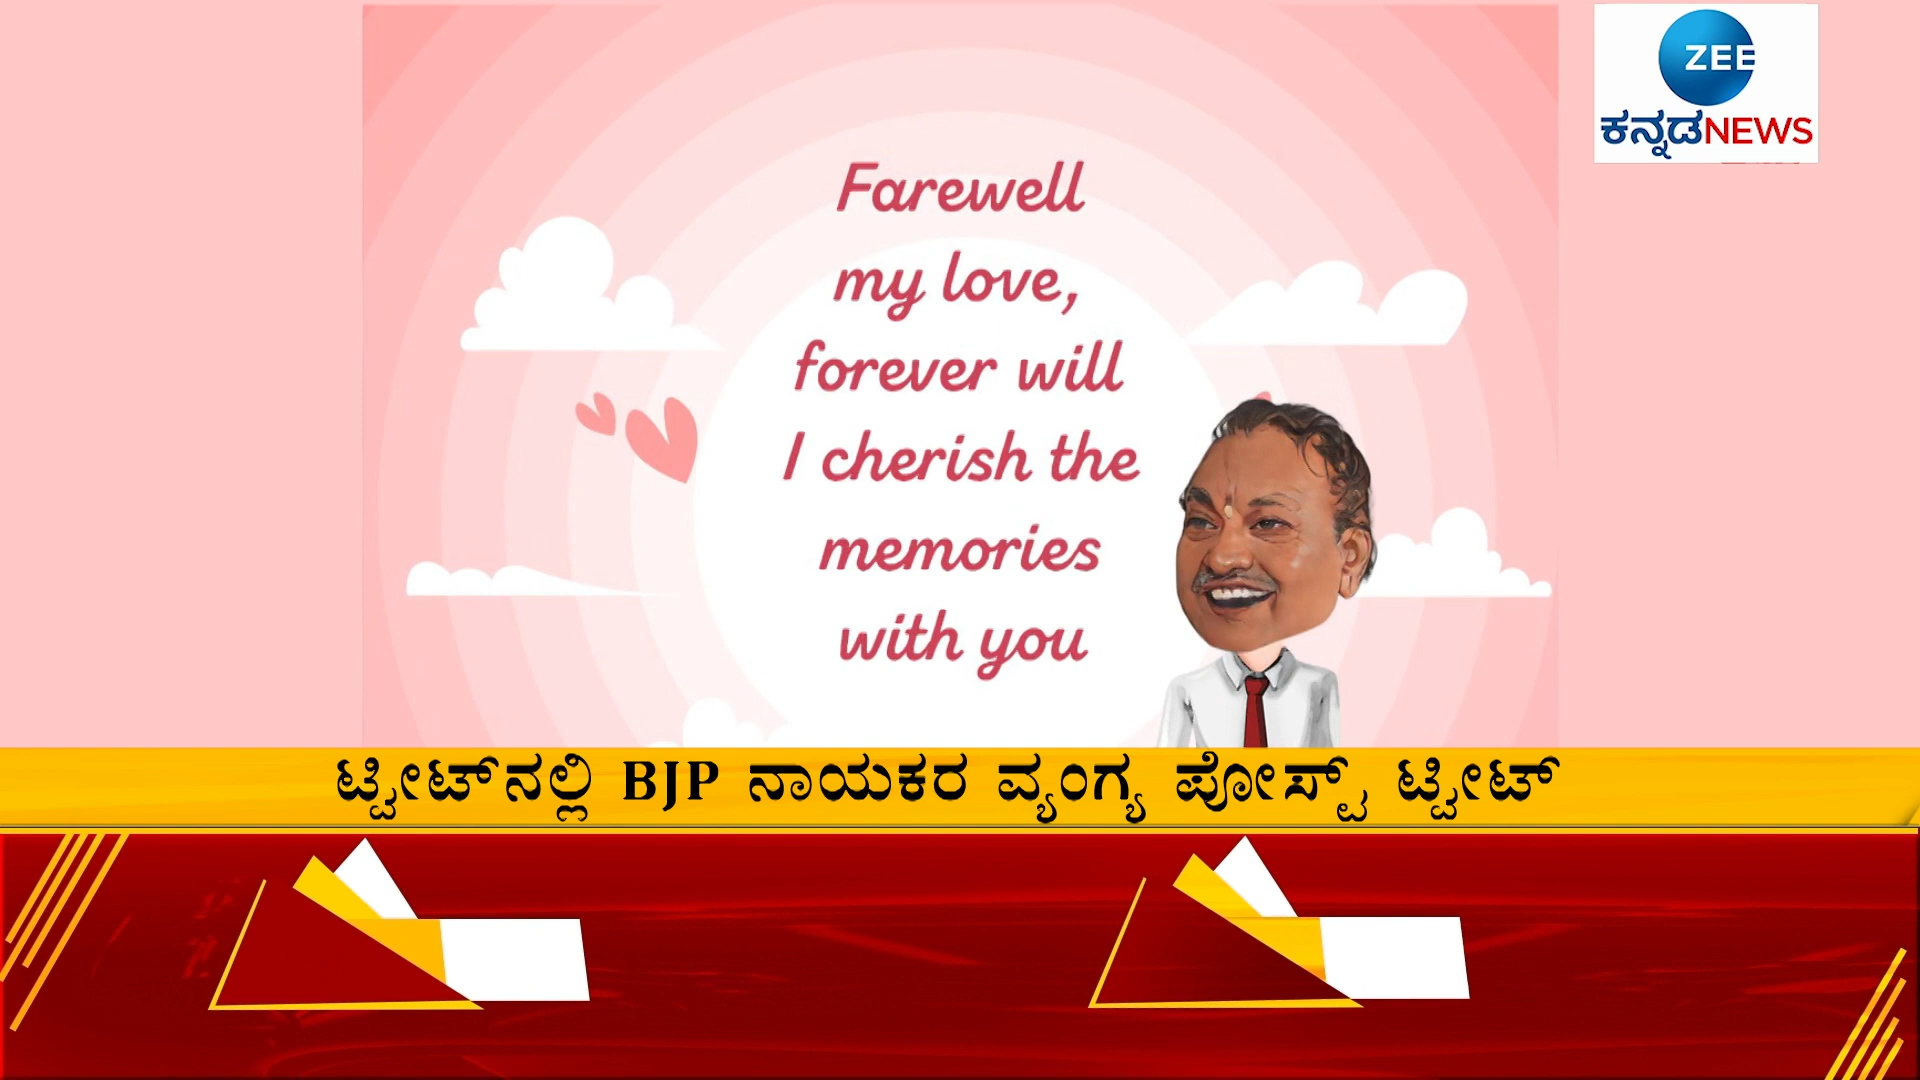 ZEE
ಕನ್ನಡNEWS
Farewell
my love,
forever will
I cherish the
memories
with you
ಟ್ವೀಟ್‌ನಲ್ಲಿ BJP ನಾಯಕರ ವ್ಯಂಗ್ಯ ಪೋಸ್ಟ್ ಟ್ವೀಟ್